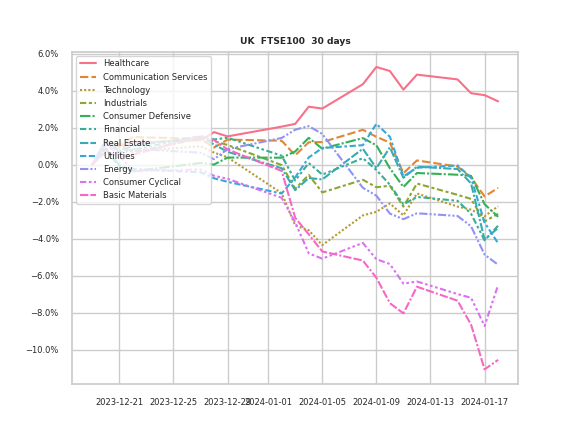 UK  FTSE100  30 days
6.0%
4.0%
2.0%
0.0%
−2.0%
−4.0%
−6.0%
−8.0%
−10.0%
Healthcare
Communication Services
Technology
Industrials
Consumer Defensive
Financial
Real Estate
Utilities
Energy
Consumer Cyclical
Basic Materials
2023-12-21 2023-12-25 2023-12-29 2024-01-01 2024-01-05 2024-01-09 2024-01-13 2024-01-17